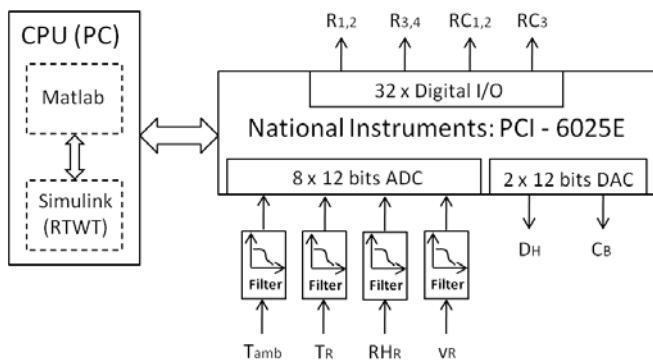 CPU (PC)
Matlab
Simulink
(RTWT)
R1,2 R3,4 RC1,2 RC3
32 x Digital I/O
National Instruments: PCI - 6025E
8 x 12 bits ADC
2 x 12 bits DAC
Filter Filter Filter Filter
DH CB
Tamb TR RHR vR